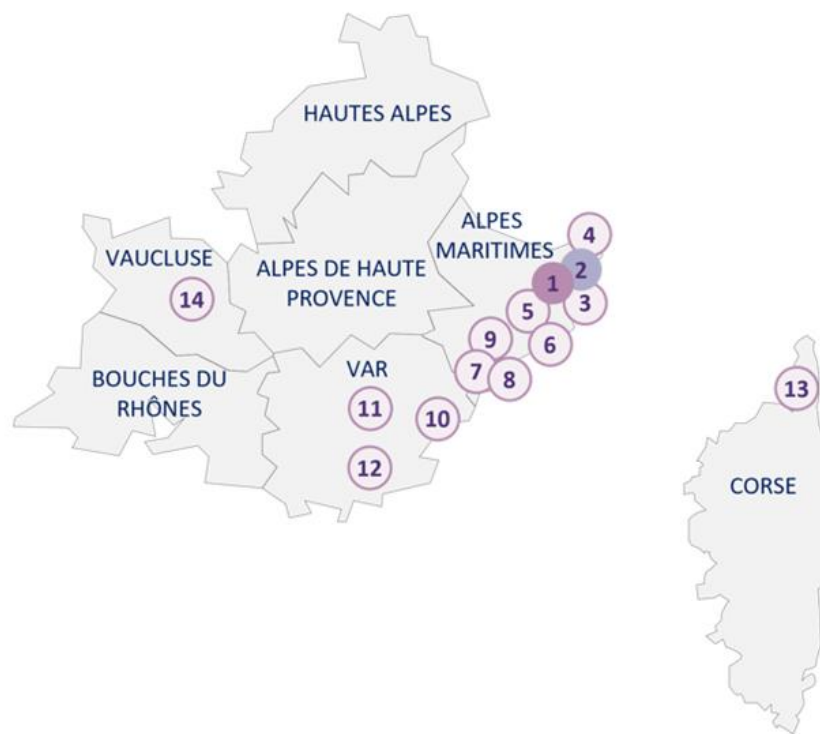 HAUTES ALPES
ALPES
MARITIMES
4
VAUCLUSE
ALPES DE HAUTE
PROVENCE
2
1
3
14
5
9
6
BOUCHES DU
RHÔNES
VAR
7
8
11
10
13
12
CORSE